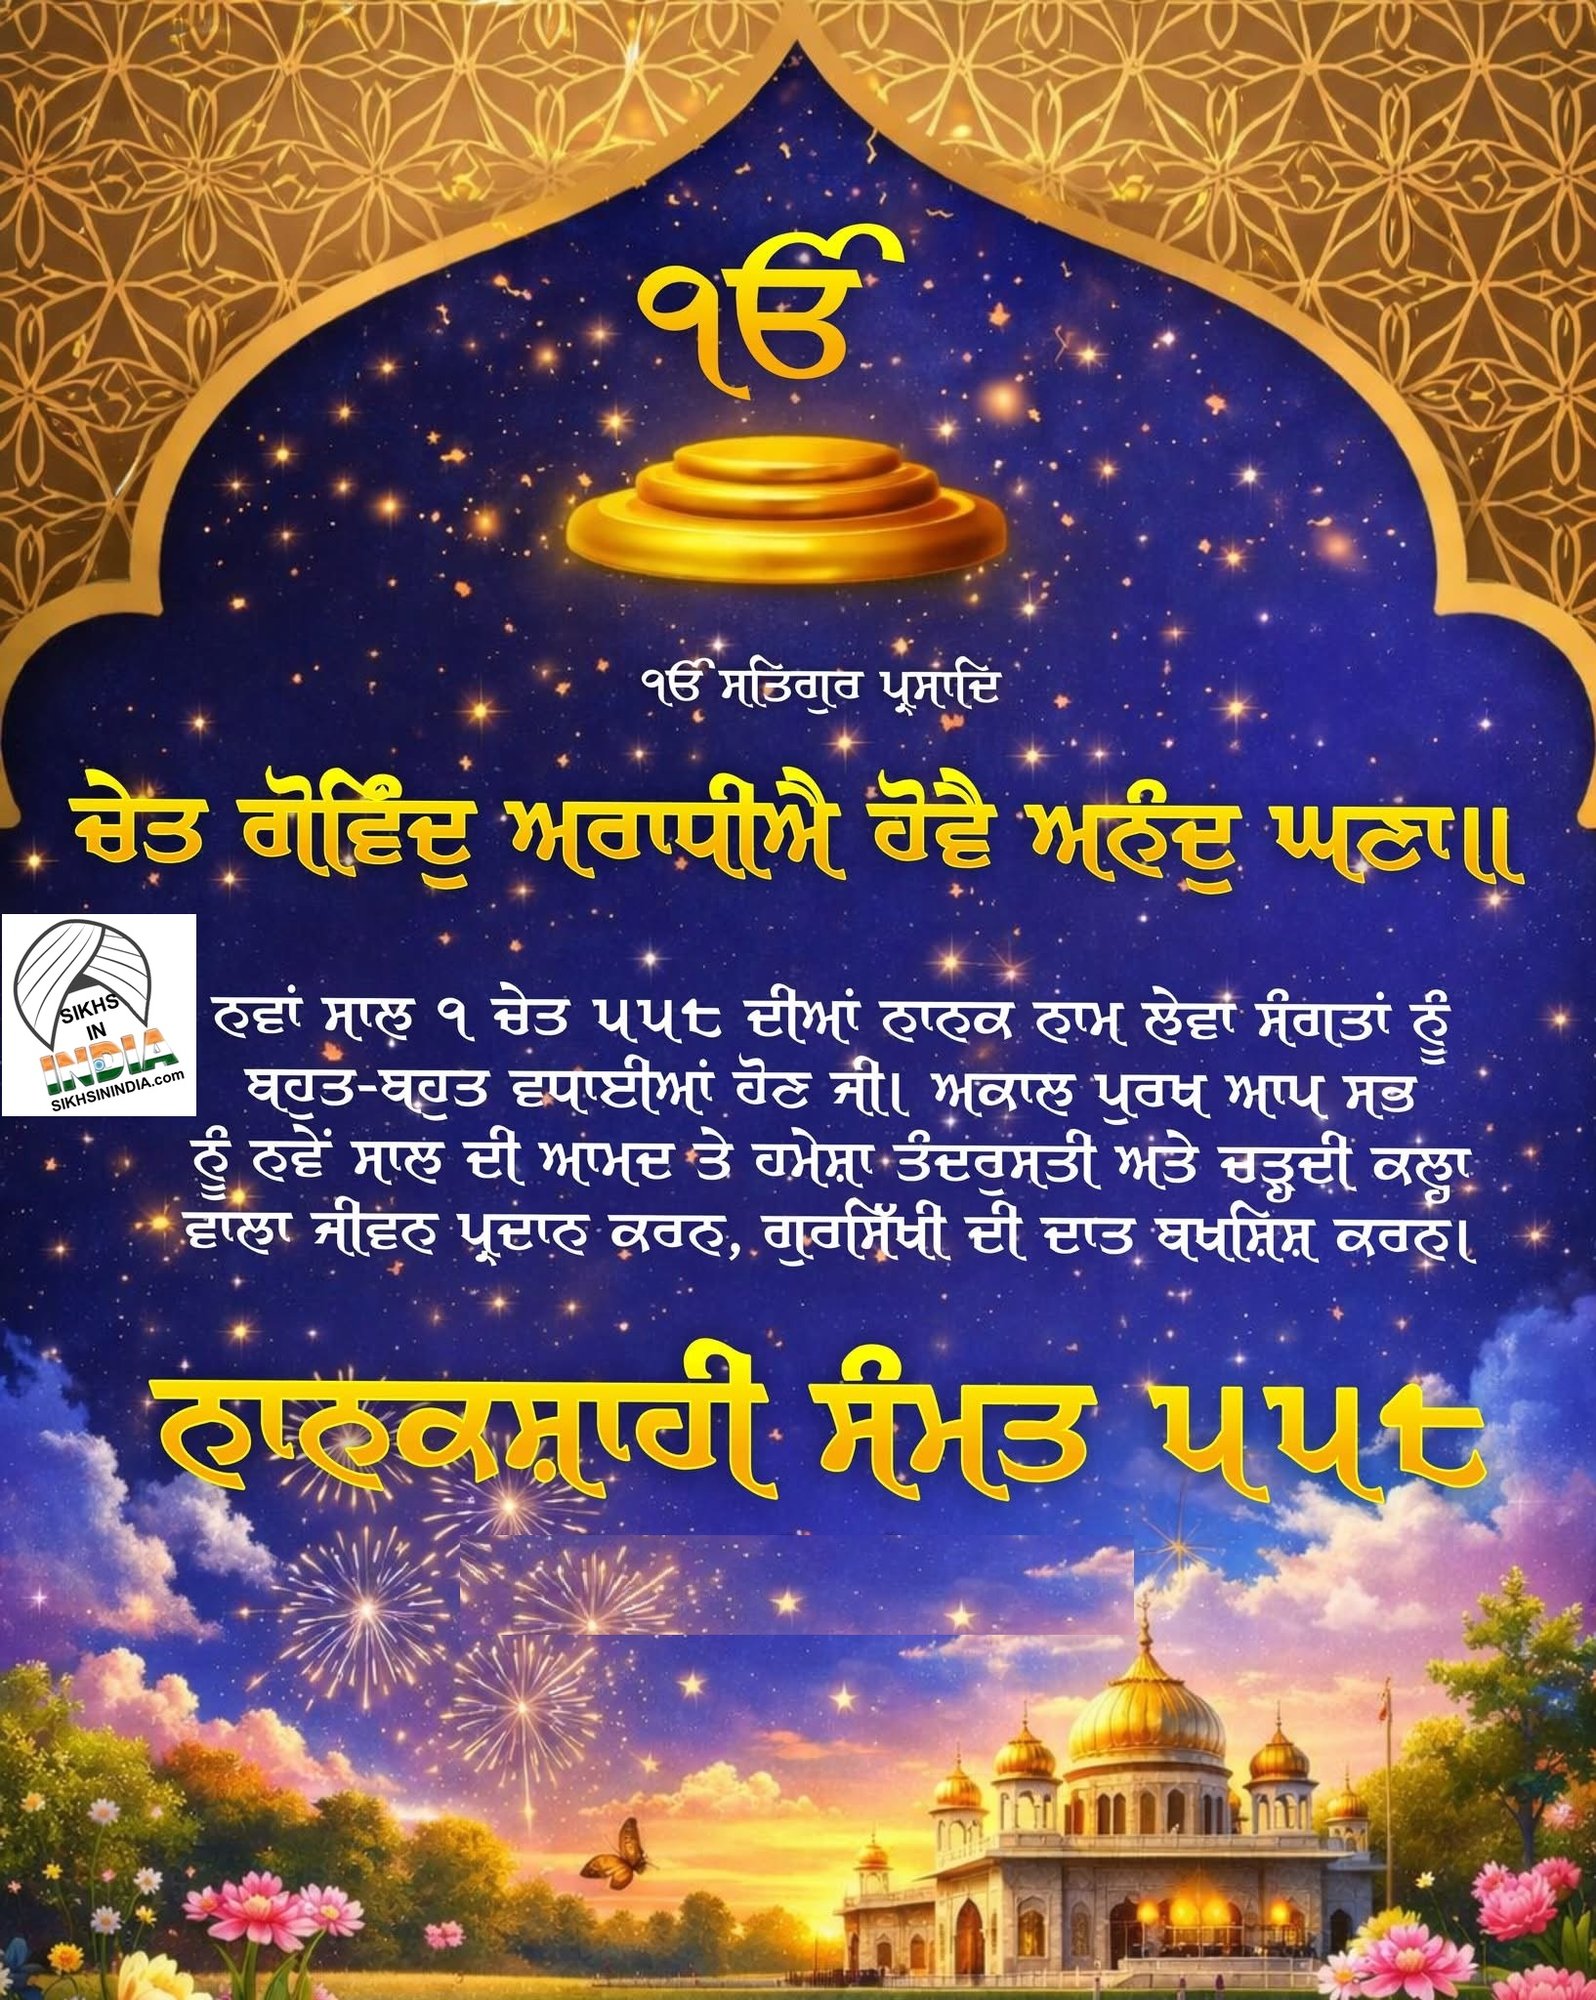 ੴ
ੴ ਸਤਿਗੁਰ ਪ੍ਰਸਾਦਿ
ਚੇਤ ਗੋਵਿੰਦੁ ਅਰਾਧੀਐ ਹੋਵੈ ਅਨੰਦੁ ਘਣਾ॥
SIKHS
IN
INDIA
SIKHSININDIA.com
ਨਵਾਂ ਸਾਲ ੧ ਚੇਤ ੫੫੮ ਦੀਆਂ ਨਾਨਕ ਨਾਮ ਲੇਵਾ ਸੰਗਤਾਂ ਨੂੰ
ਬਹੁਤ-ਬਹੁਤ ਵਧਾਈਆਂ ਹੋਣ ਜੀ। ਅਕਾਲ ਪੁਰਖ ਆਪ ਸਭ
ਨੂੰ ਨਵੇਂ ਸਾਲ ਦੀ ਆਮਦ ਤੇ ਹਮੇਸ਼ਾ ਤੰਦਰੁਸਤੀ ਅਤੇ ਚੜ੍ਹਦੀ ਕਲ੍ਹਾ
ਵਾਲਾ ਜੀਵਨ ਪ੍ਰਦਾਨ ਕਰਨ, ਗੁਰਸਿੱਖੀ ਦੀ ਦਾਤ ਬਖਸ਼ਿਸ਼ ਕਰਨ।
ਨਾਨਕਸ਼ਾਹੀ ਸੰਮਤ ੫੫੮